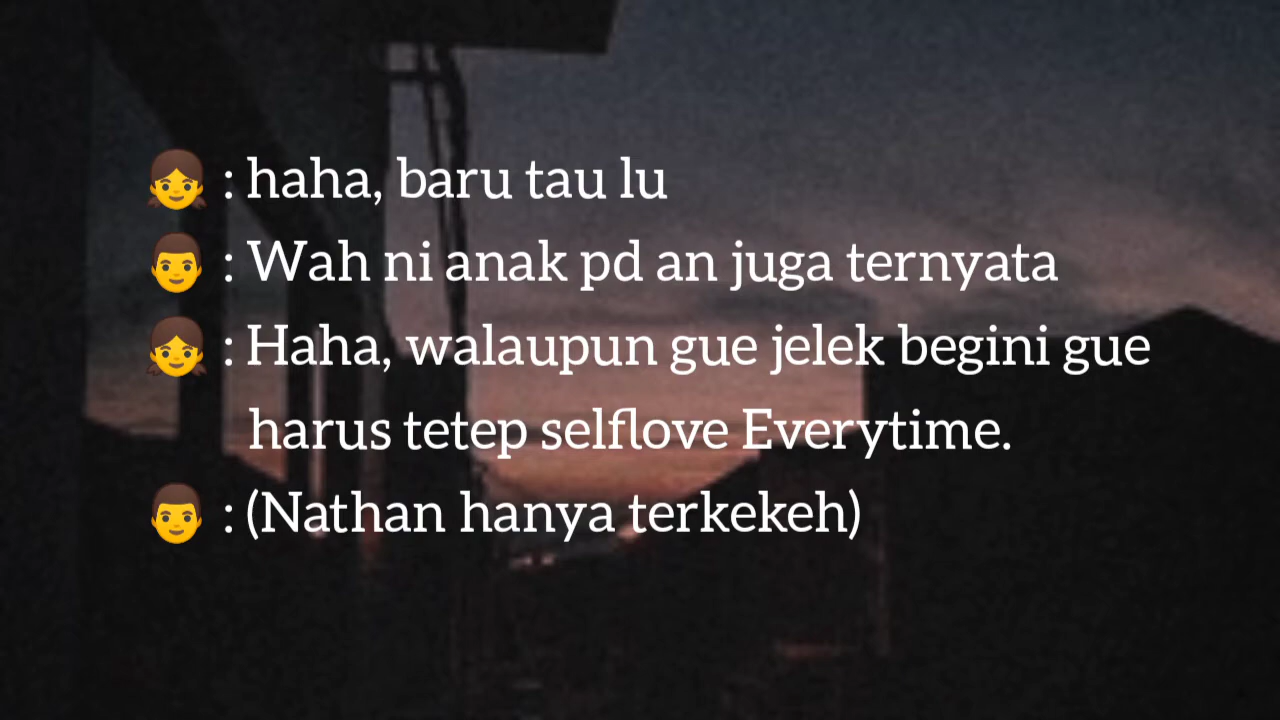 👧 : haha, baru tau lu
👨 : Wah ni anak pd an juga ternyata
👧 : Haha, walaupun gue jelek begini gue
harus tetep selflove Everytime.
👨 : (Nathan hanya terkekeh)